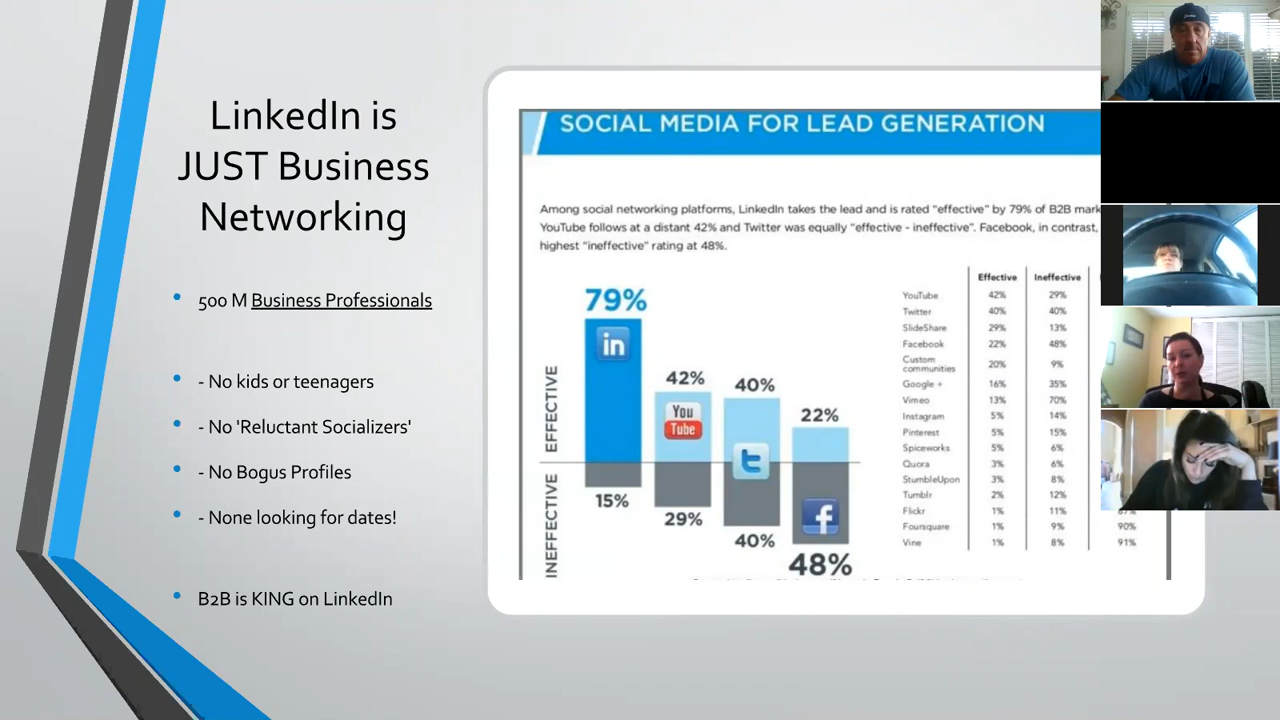 LinkedIn is
JUST Business
Networking
500 M Business Professionals
- No kids or teenagers
- No 'Reluctant Socializers'
- No Bogus Profiles
- None looking for dates!
B2B is KING on LinkedIn
SOCIAL MEDIA FOR LEAD GENERATION
Among social networking platforms, LinkedIn takes the lead and is rated “effective” by 79% of B2B mark
YouTube follows at a distant 42% and Twitter was equally “effective - ineffective”. Facebook, in contrast,
highest “ineffective” rating at 48%.
EFFECTIVE
INEFFECTIVE
79%
in
15%
42%
You
Tube
29%
40%
t
40%
22%
f
48%
Effective Ineffective
YouTube 42% 29%
Twitter 40% 40%
SlideShare 29% 13%
Facebook 22% 48%
Custom
communities 20% 9%
Google + 16% 35%
Vimeo 13% 70%
Instagram 5% 14%
Pinterest 5% 15%
Spiceworks 5% 6%
Quora 3% 6%
StumbleUpon 3% 8%
Tumblr 2% 12%
Flickr 1% 11% 87%
Foursquare 1% 9% 90%
Vine 1% 8% 91%